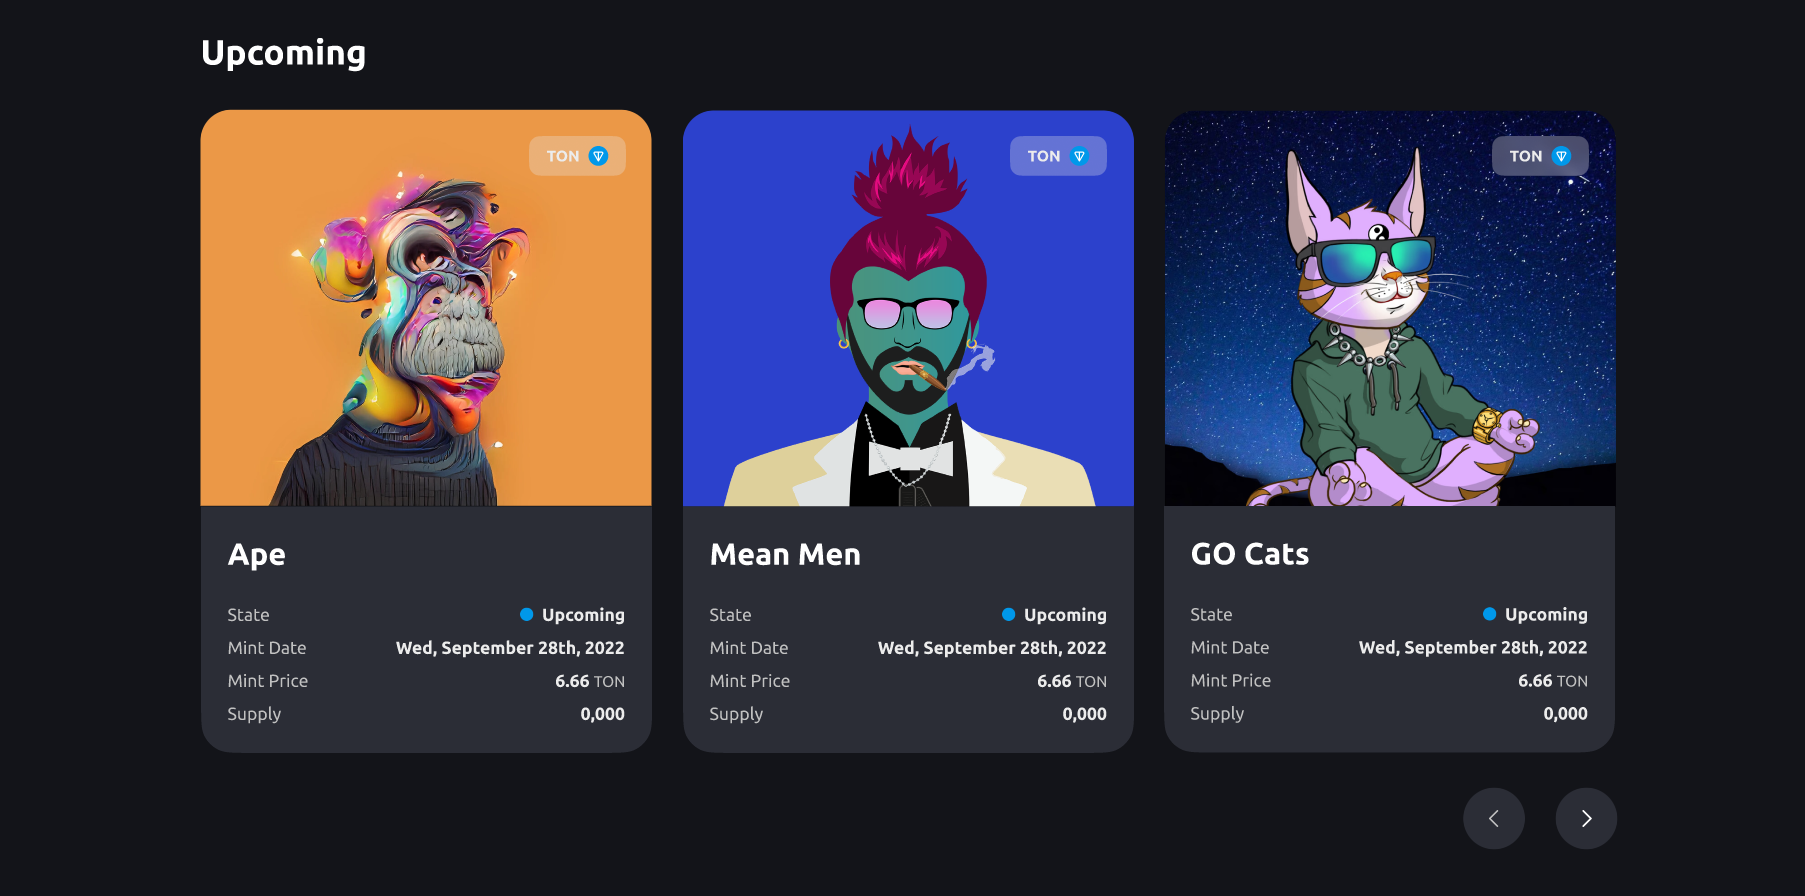 Upcoming
TON
Ape
State Upcoming
Mint Date Wed, September 28th, 2022
Mint Price 6.66 TON
Supply 0,000
TON
Mean Men
State Upcoming
Mint Date Wed, September 28th, 2022
Mint Price 6.66 TON
Supply 0,000
TON
GO Cats
State Upcoming
Mint Date Wed, September 28th, 2022
Mint Price 6.66 TON
Supply 0,000